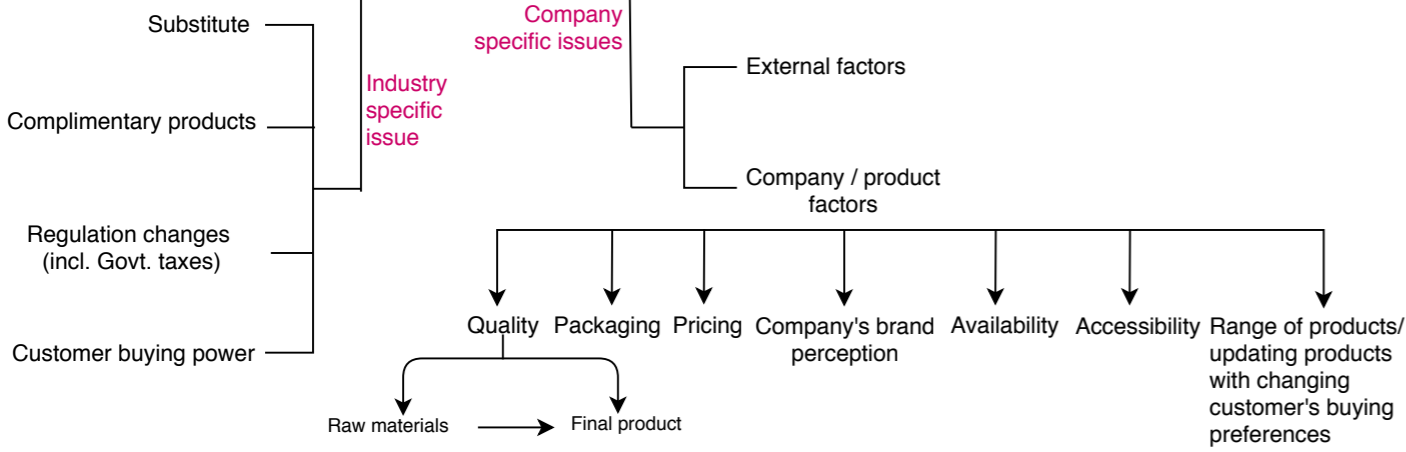 Substitute
Complimentary products
Regulation changes
(incl. Govt. taxes)
Customer buying power
Industry
specific
issue
Company
specific issues
External factors
Company / product
factors
Quality
Packaging
Pricing
Company's brand
perception
Availability
Accessibility
Range of products/
updating products
with changing
customer's buying
preferences
Raw materials
Final product